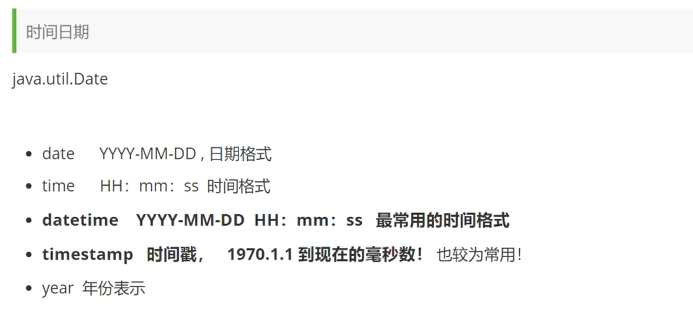 时间日期
java.util.Date
date YYYY-MM-DD , 日期格式
time HH：mm：ss 时间格式
datetime YYYY-MM-DD HH：mm：ss 最常用的时间格式
timestamp 时间戳， 1970.1.1 到现在的毫秒数！ 也较为常用！
year 年份表示